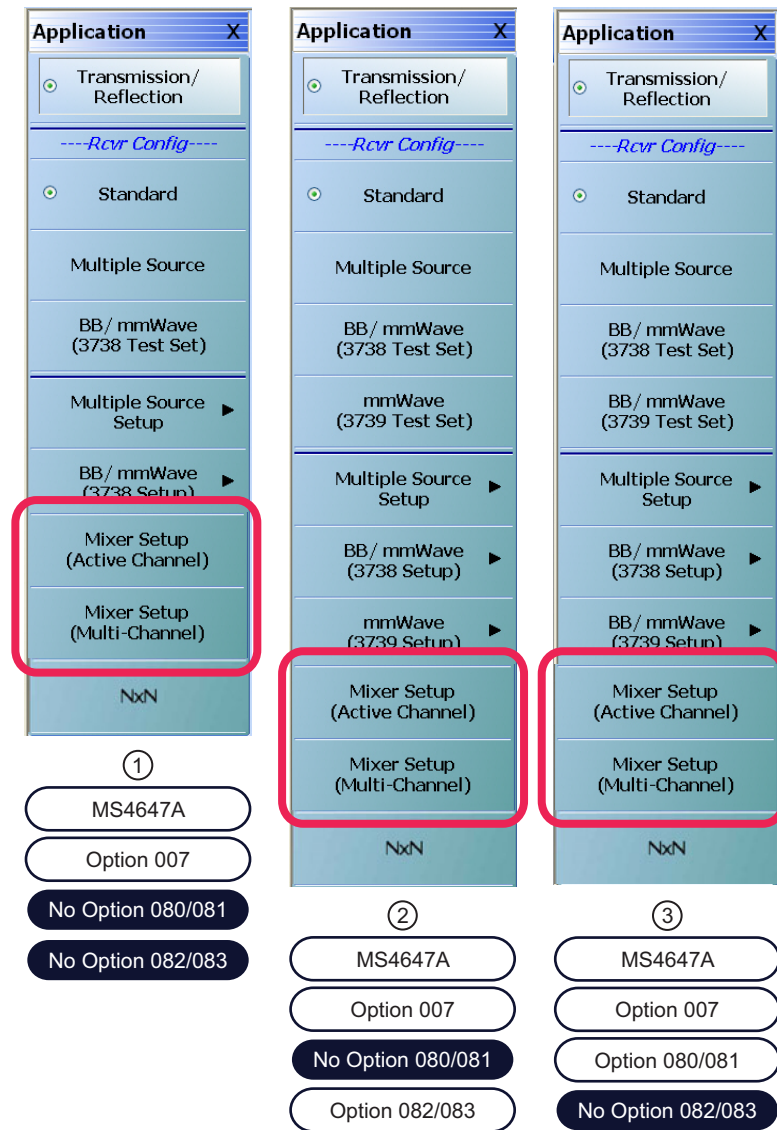 Application X
Transmission/
Reflection
----Rcvr Config----
Standard
Multiple Source
BB/mmWave
(3738 Test Set)
Multiple Source
Setup
BB/mmWave
(3738 Setup)
Mixer Setup
(Active Channel)
Mixer Setup
(Multi-Channel)
NxN
1
MS4647A
Option 007
No Option 080/081
No Option 082/083
Application X
Transmission/
Reflection
----Rcvr Config----
Standard
Multiple Source
BB/mmWave
(3738 Test Set)
mmWave
(3739 Test Set)
Multiple Source
Setup
BB/mmWave
(3738 Setup)
mmWave
(3739 Setup)
Mixer Setup
(Active Channel)
Mixer Setup
(Multi-Channel)
NxN
2
MS4647A
Option 007
No Option 080/081
Option 082/083
Application X
Transmission/
Reflection
----Rcvr Config----
Standard
Multiple Source
BB/mmWave
(3738 Test Set)
BB/mmWave
(3739 Test Set)
Multiple Source
Setup
BB/mmWave
(3738 Setup)
BB/mmWave
(3739 Setup)
Mixer Setup
(Active Channel)
Mixer Setup
(Multi-Channel)
NxN
3
MS4647A
Option 007
Option 080/081
No Option 082/083